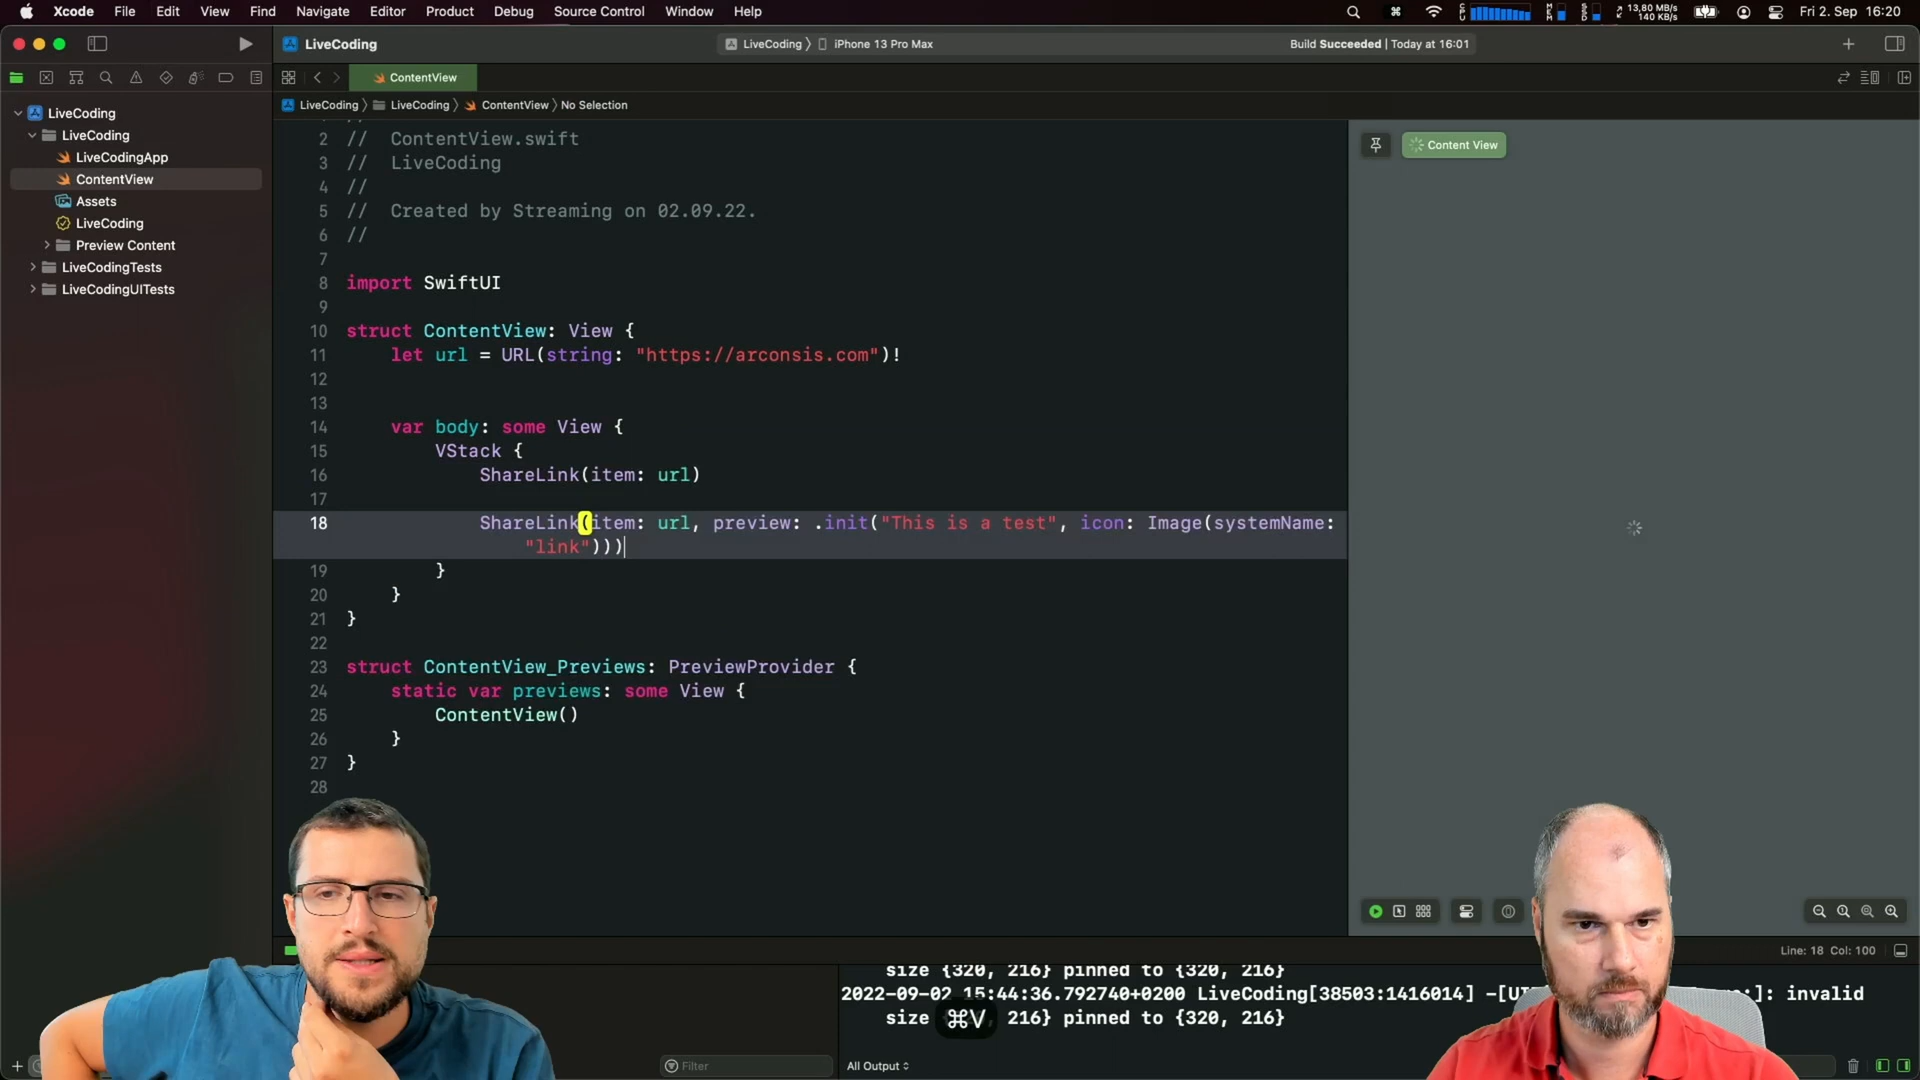 Xcode File Edit View Find Navigate Editor Product Debug Source Control Window Help
13,80 MB/s
140 KB/s
Fri 2. Sep 16:20
LiveCoding
LiveCoding
iPhone 13 Pro Max
Build Succeeded | Today at 16:01
ContentView
LiveCoding
LiveCoding
ContentView
No Selection
LiveCoding
LiveCoding
LiveCodingApp
ContentView
Assets
LiveCoding
Preview Content
LiveCodingTests
LiveCodingUITests
2 // ContentView.swift
3 // LiveCoding
4 //
5 // Created by Streaming on 02.09.22.
6 //
7
8 import SwiftUI
9
10 struct ContentView: View {
11 let url = URL(string: "https://arconsis.com")!
12
13
14 var body: some View {
15 VStack {
16 ShareLink(item: url)
17
18 ShareLink(item: url, preview: .init("This is a test", icon: Image(systemName:
"link")))
19 }
20 }
21 }
22
23 struct ContentView_Previews: PreviewProvider {
24 static var previews: some View {
25 ContentView()
26 }
27 }
28
Content View
Line: 18 Col: 100
size {320, 216} pinned to {320, 216}
2022-09-02 15:44:36.792740+0200 LiveCoding[38503:1416014] -[UI
:]: invalid
size
216} pinned to {320, 216}
⌘V
Filter
All Output